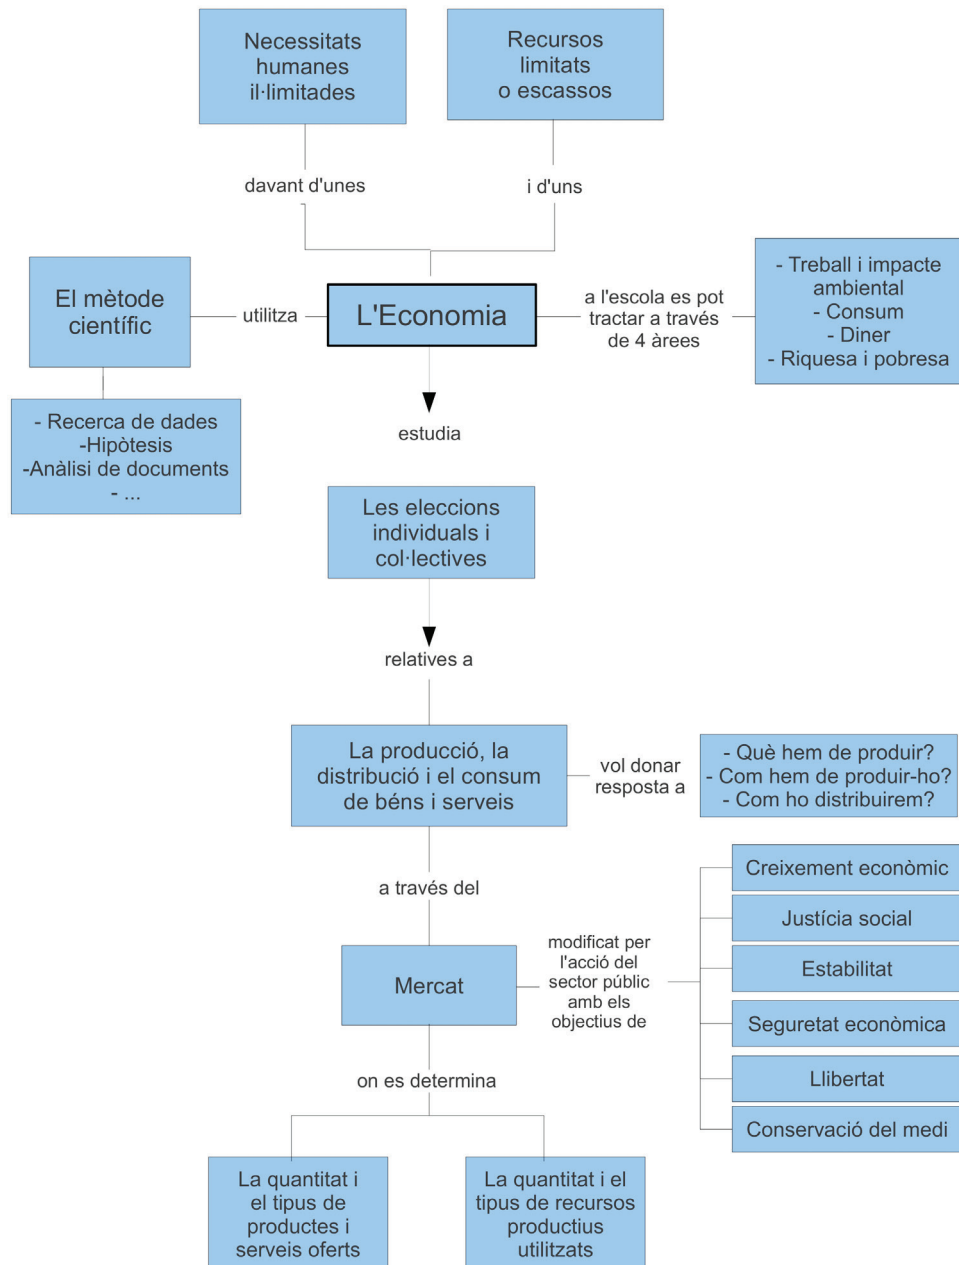 Necessitats
humanes
il·limitades
Recursos
limitats
o escassos
davant d'unes
i d'uns
El mètode
científic
utilitza
L'Economia
a l'escola es pot
tractar a través
de 4 àrees
- Treball i impacte
ambiental
- Consum
- Diner
- Riquesa i pobresa
- Recerca de dades
-Hipòtesis
-Anàlisi de documents
- ...
estudia
Les eleccions
individuals i
col·lectives
relatives a
La producció, la
distribució i el consum
de béns i serveis
vol donar
resposta a
- Què hem de produir?
- Com hem de produir-ho?
- Com ho distribuirem?
a través del
Mercat
modificat per
l'acció del
sector públic
amb els
objectius de
Creixement econòmic
Justícia social
Estabilitat
Seguretat econòmica
Llibertat
Conservació del medi
on es determina
La quantitat i
el tipus de
productes i
serveis oferts
La quantitat i el
tipus de recursos
productius
utilitzats